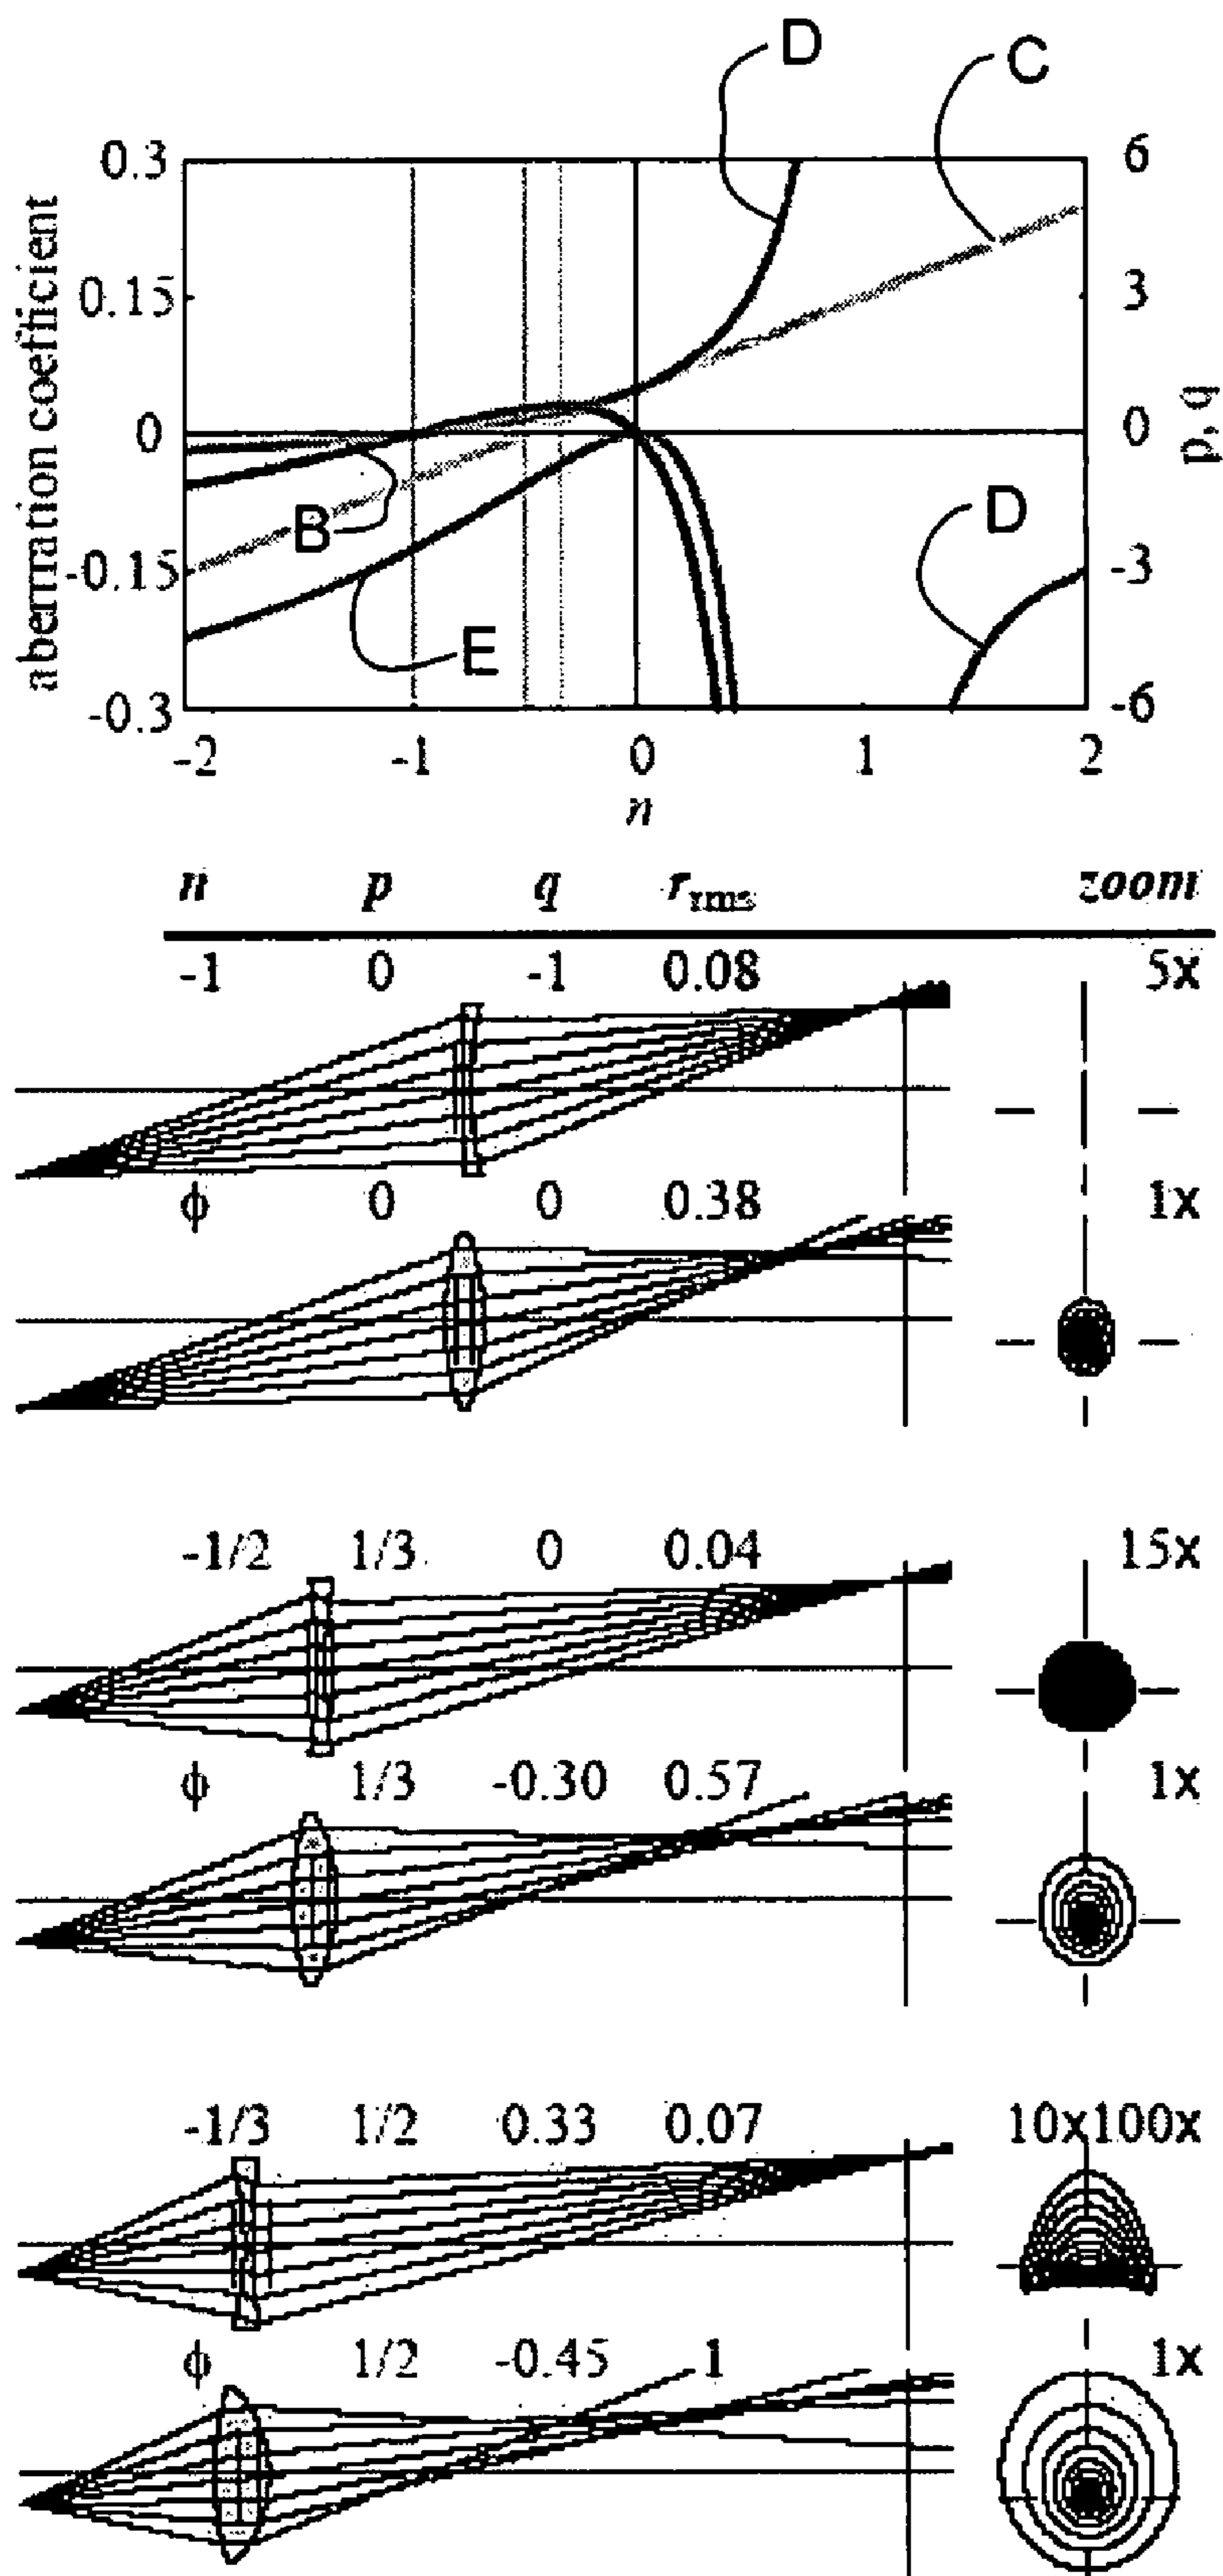 D
C
0.3
6
0.15
3
aberration coefficient
0
0
p, q
B
D
-0.15
-3
E
-0.3
-6
-2 -1 0 1 2
n
n p q rrms zoom
-1 0 -1 0.08 5x
ϕ 0 0 0.38 1x
-1/2 1/3 0 0.04 15x
ϕ 1/3 -0.30 0.57 1x
-1/3 1/2 0.33 0.07 10x100x
ϕ 1/2 -0.45 1 1x